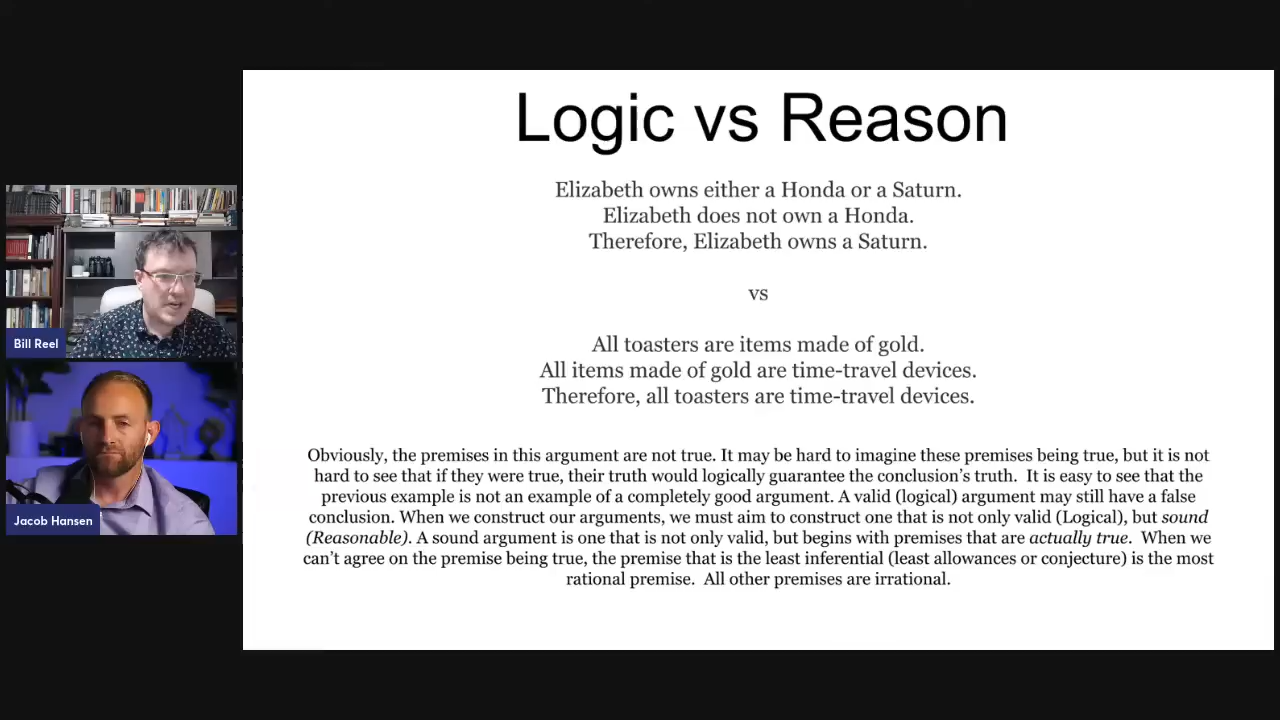 Logic vs Reason
Elizabeth owns either a Honda or a Saturn.
Elizabeth does not own a Honda.
Therefore, Elizabeth owns a Saturn.
vs
All toasters are items made of gold.
All items made of gold are time-travel devices.
Therefore, all toasters are time-travel devices.
Obviously, the premises in this argument are not true. It may be hard to imagine these premises being true, but it is not
hard to see that if they were true, their truth would logically guarantee the conclusion's truth. It is easy to see that the
previous example is not an example of a completely good argument. A valid (logical) argument may still have a false
conclusion. When we construct our arguments, we must aim to construct one that is not only valid (Logical), but sound
(Reasonable). A sound argument is one that is not only valid, but begins with premises that are actually true. When we
can't agree on the premise being true, the premise that is the least inferential (least allowances or conjecture) is the most
rational premise. All other premises are irrational.
Bill Reel
Jacob Hansen